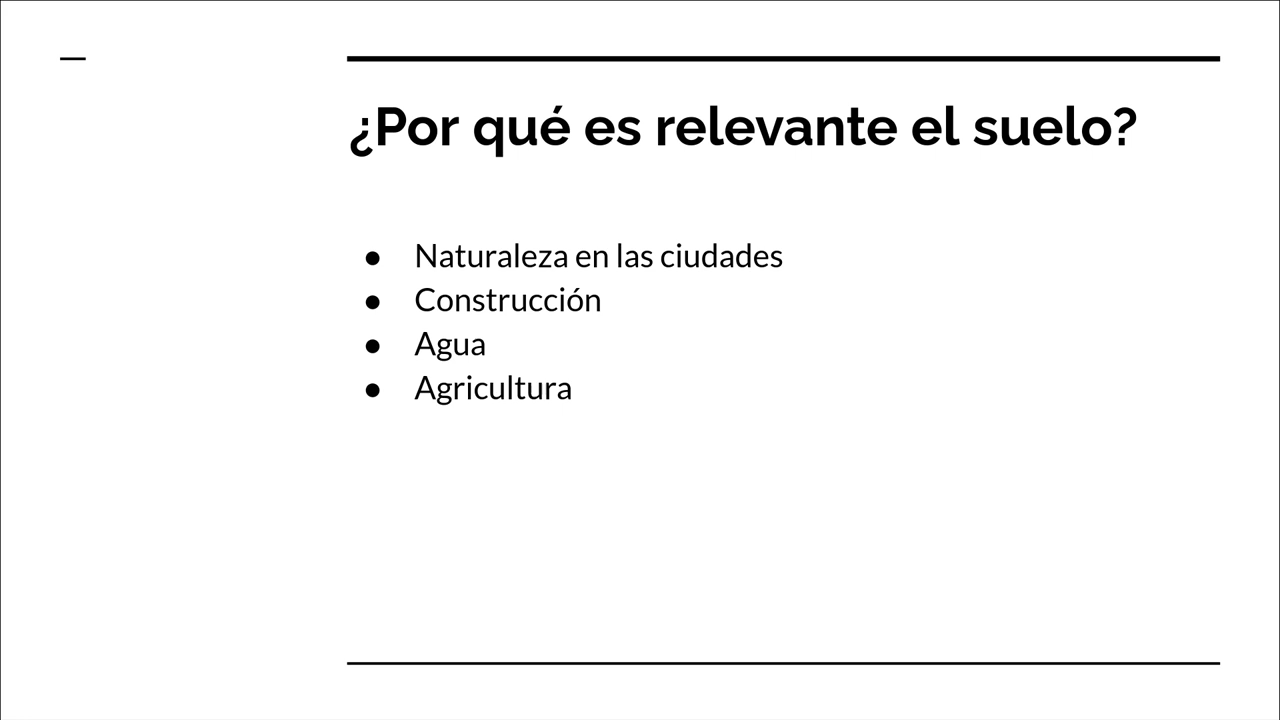 ¿Por qué es relevante el suelo?
● Naturaleza en las ciudades
● Construcción
● Agua
● Agricultura